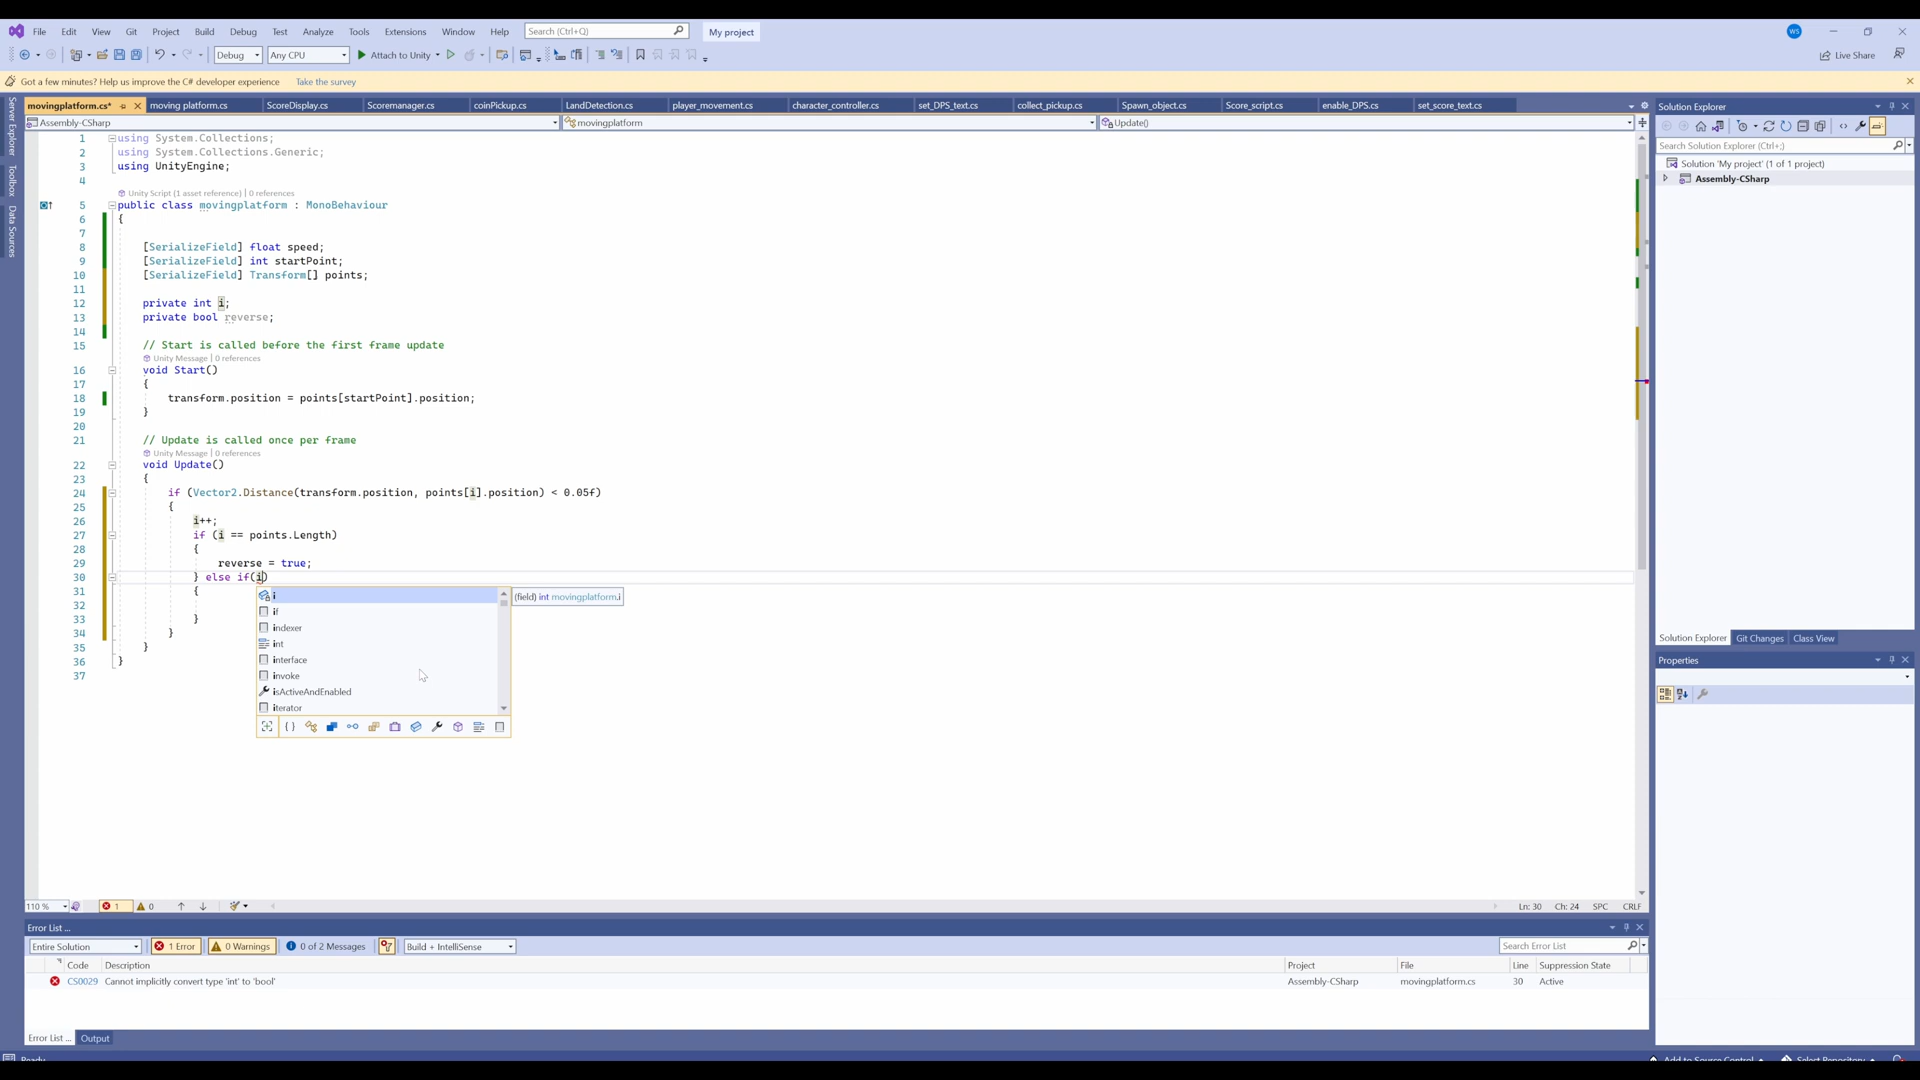 File Edit View Git Project Build Debug Test Analyze Tools Extensions Window Help Search (Ctrl+Q) My project WS
Debug Any CPU Attach to Unity Live Share
Got a few minutes? Help us improve the C# developer experience Take the survey
movingplatform.cs* moving platform.cs ScoreDisplay.cs Scoremanager.cs coinPickup.cs LandDetection.cs player_movement.cs character_controller.cs set_DPS_text.cs collect_pickup.cs Spawn_object.cs Score_script.cs enable_DPS.cs set_score_text.cs
Assembly-CSharp movingplatform Update()
Server Explorer
Toolbox
Data Sources
1 using System.Collections;
2 using System.Collections.Generic;
3 using UnityEngine;
4
Unity Script (1 asset reference) | 0 references
5 public class movingplatform : MonoBehaviour
6 {
7
8 [SerializeField] float speed;
9 [SerializeField] int startPoint;
10 [SerializeField] Transform[] points;
11
12 private int i;
13 private bool reverse;
14
15 // Start is called before the first frame update
Unity Message | 0 references
16 void Start()
17 {
18 transform.position = points[startPoint].position;
19 }
20
21 // Update is called once per frame
Unity Message | 0 references
22 void Update()
23 {
24 if (Vector2.Distance(transform.position, points[i].position) < 0.05f)
25 {
26 i++;
27 if (i == points.Length)
28 {
29 reverse = true;
30 } else if(i)
31 {
32
33 }
34 }
35 }
36 }
37
i
if
indexer
int
interface
invoke
isActiveAndEnabled
iterator
(field) int movingplatform.i
110 % 1 0 Ln: 30 Ch: 24 SPC CRLF
Error List ...
Entire Solution 1 Error 0 Warnings 0 of 2 Messages Build + IntelliSense Search Error List
Code Description Project File Line Suppression State
CS0029 Cannot implicitly convert type 'int' to 'bool' Assembly-CSharp movingplatform.cs 30 Active
Error List ... Output
Ready Add to Source Control Select Repository
Solution Explorer
Search Solution Explorer (Ctrl+;)
Solution 'My project' (1 of 1 project)
Assembly-CSharp
Solution Explorer Git Changes Class View
Properties